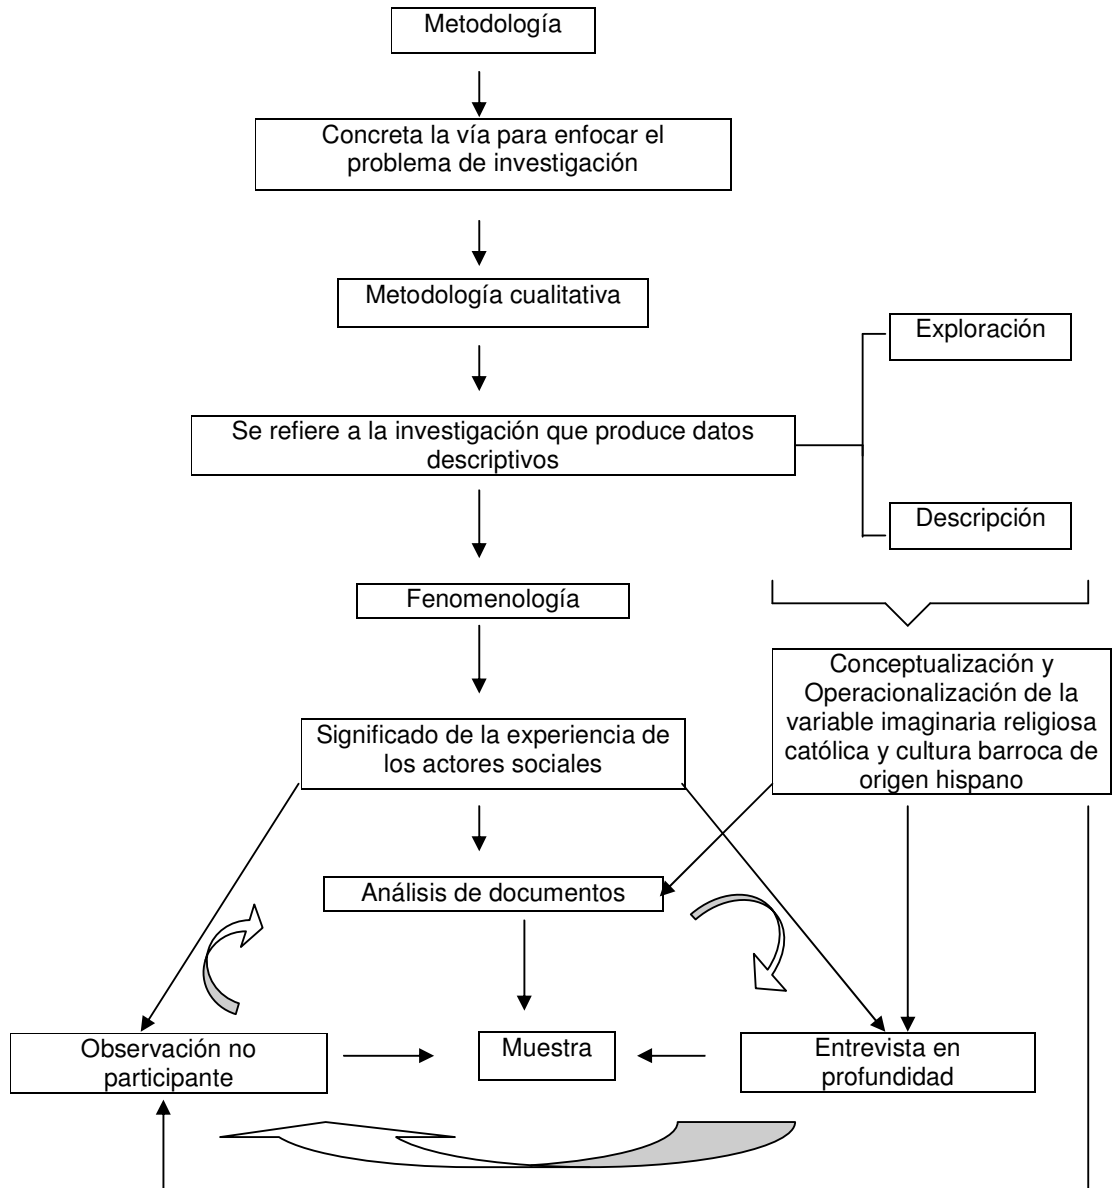 Metodología
Concreta la vía para enfocar el
problema de investigación
Metodología cualitativa
Exploración
Se refiere a la investigación que produce datos
descriptivos
Descripción
Fenomenología
Conceptualización y
Operacionalización de la
variable imaginaria religiosa
católica y cultura barroca de
origen hispano
Significado de la experiencia de
los actores sociales
Análisis de documentos
Observación no
participante
Muestra
Entrevista en
profundidad